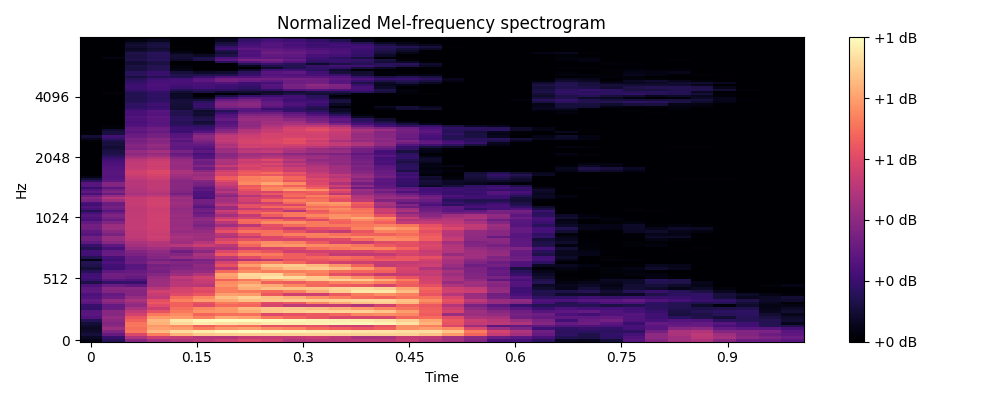 Normalized Mel-frequency spectrogram
Hz
4096
2048
1024
512
0
0 0.15 0.3 0.45 0.6 0.75 0.9
Time
+1 dB
+1 dB
+1 dB
+0 dB
+0 dB
+0 dB